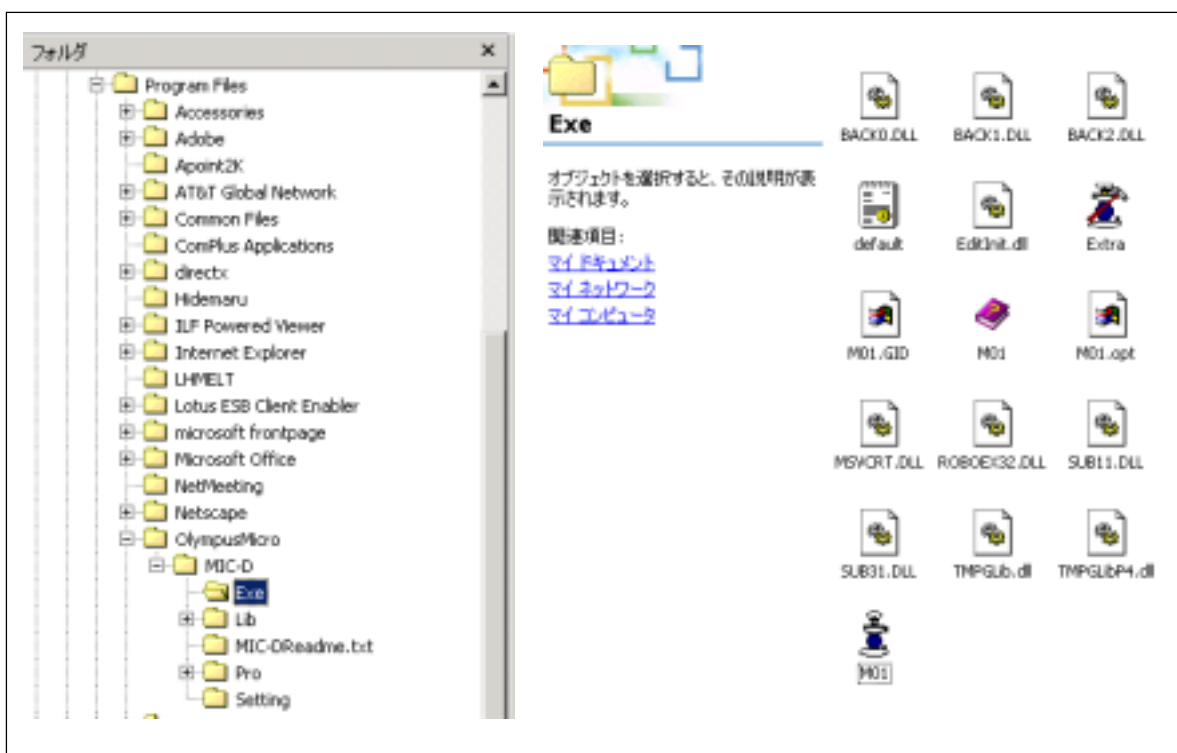 フォルダ
×
Program Files
Accessories
Adobe
Apoint2K
AT&T Global Network
Common Files
ComPlus Applications
directx
Hidemaru
ILF Powered Viewer
Internet Explorer
LHMELT
Lotus ESB Client Enabler
microsoft frontpage
Microsoft Office
NetMeeting
Netscape
OlympusMicro
MIC-D
Exe
Lib
MIC-DReadme.txt
Pro
Setting
Exe
オブジェクトを選択すると、その説明が表
示されます。
関連項目:
マイ ドキュメント
マイ ネットワーク
マイ コンピュータ
BACK0.DLL
BACK1.DLL
BACK2.DLL
default
EditInit.dll
Extra
M01.GID
M01
M01.opt
MSVCRT.DLL
ROBOEX32.DLL
SUB11.DLL
SUB31.DLL
TMPGLib.dll
TMPGLibP4.dll
M01